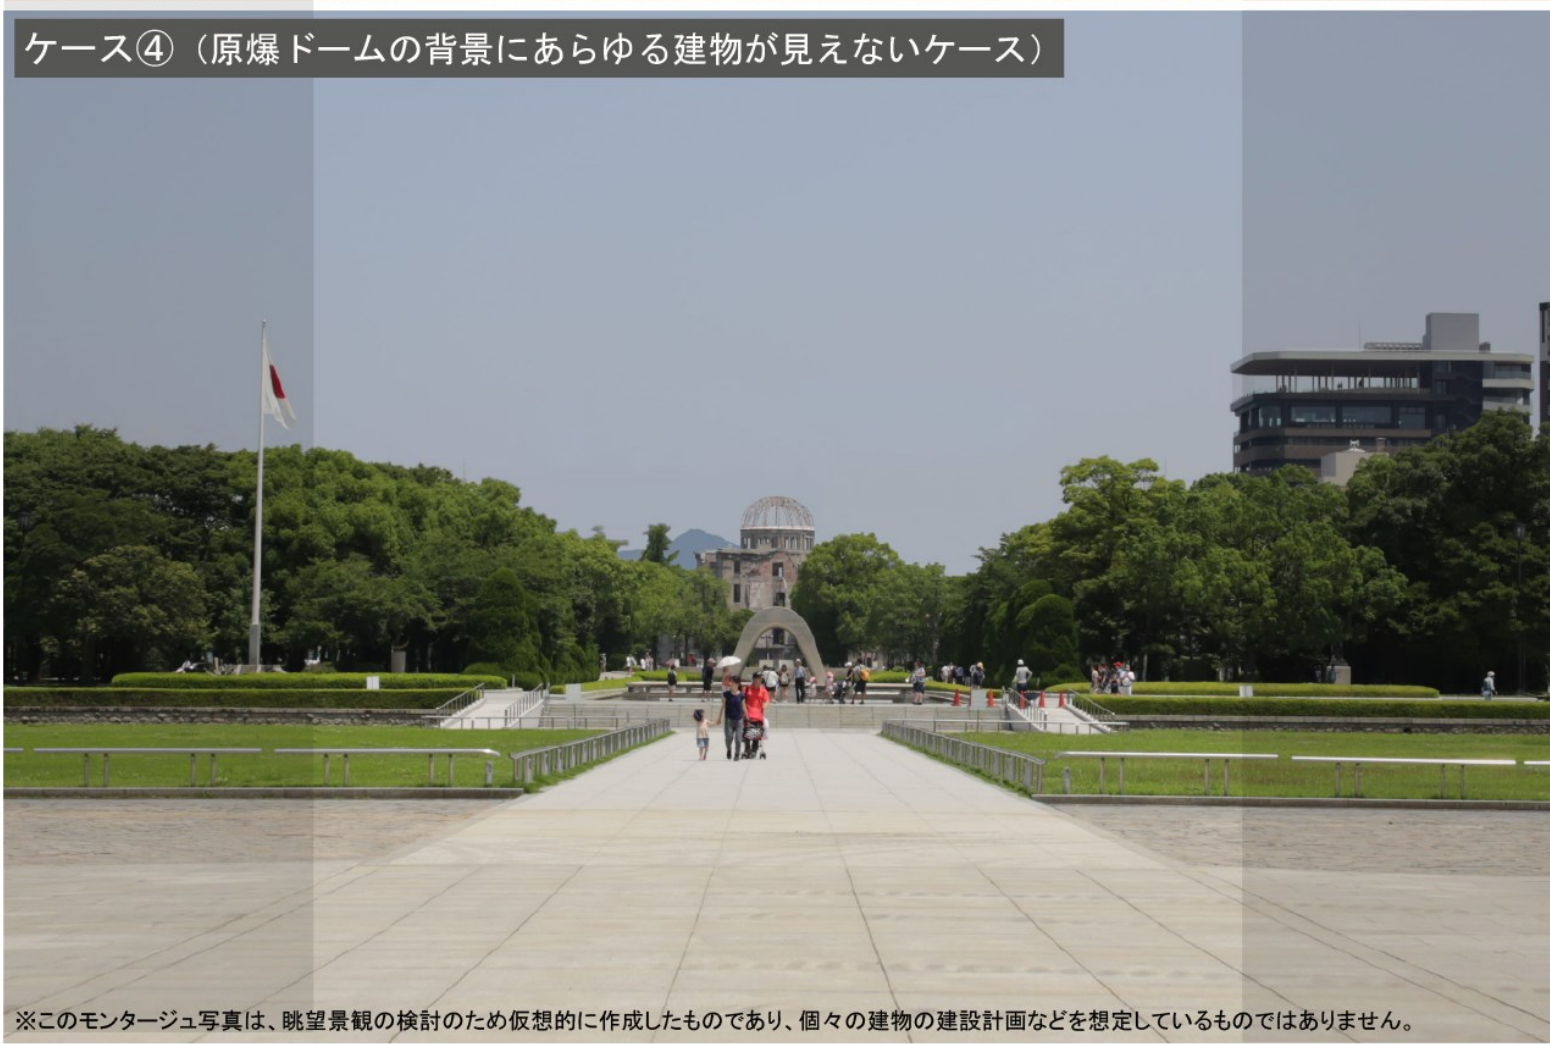 ケース④（原爆ドームの背景にあらゆる建物が見えないケース）
※このモンタージュ写真は、眺望景観の検討のため仮想的に作成したものであり、個々の建物の建設計画などを想定しているものではありません。